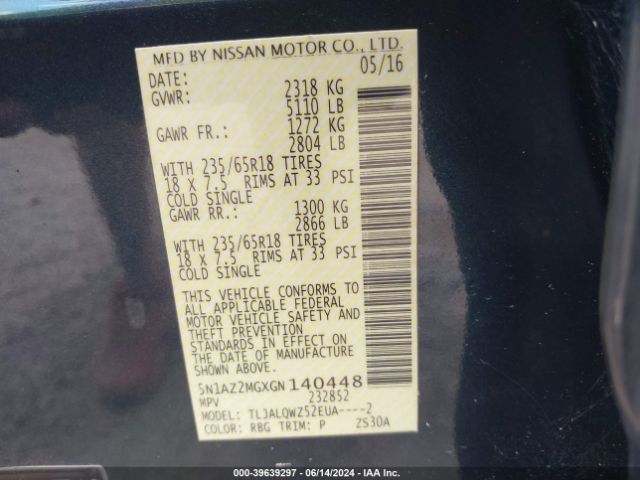 MFD BY NISSAN MOTOR CO., LTD.
DATE: 05/16
GVWR: 2318 KG
5110 LB
GAWR FR.: 1272 KG
2804 LB
WITH 235/65R18 TIRES
18 X 7.5 RIMS AT 33 PSI
COLD SINGLE
GAWR RR.: 1300 KG
2866 LB
WITH 235/65R18 TIRES
18 X 7.5 RIMS AT 33 PSI
COLD SINGLE
THIS VEHICLE CONFORMS TO
ALL APPLICABLE FEDERAL
MOTOR VEHICLE SAFETY AND
THEFT PREVENTION
STANDARDS IN EFFECT ON
THE DATE OF MANUFACTURE
SHOWN ABOVE.
5N1AZ2MGXGN140448
MPV 232852
MODEL: TLJALQWZ52EUA----2
COLOR: RBG TRIM: P ZS30A
000-39639297 - 06/14/2024 - IAAI.COM